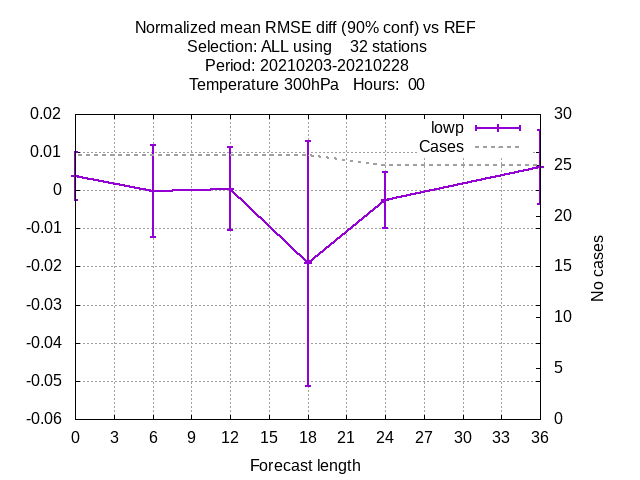 Normalized mean RMSE diff (90% conf) vs REF
Selection: ALL using    32 stations
Period: 20210203-20210228
Temperature 300hPa   Hours:  00
lowp
Cases
0.02
0.01
0
-0.01
-0.02
-0.03
-0.04
-0.05
-0.06
30
25
20
15
10
5
0
No cases
0 3 6 9 12 15 18 21 24 27 30 33 36
Forecast length